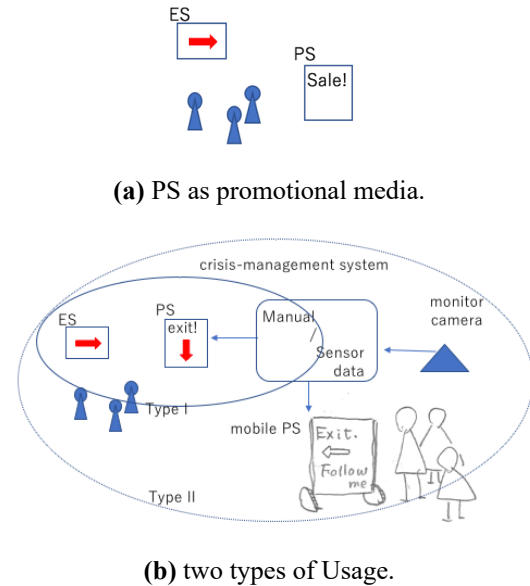 ES
PS
Sale!
(a) PS as promotional media.
crisis-management system
monitor
camera
ES
PS
exit!
Manual
/
Sensor
data
Type I
mobile PS
Exit.
Follow
me
Type II
(b) two types of Usage.